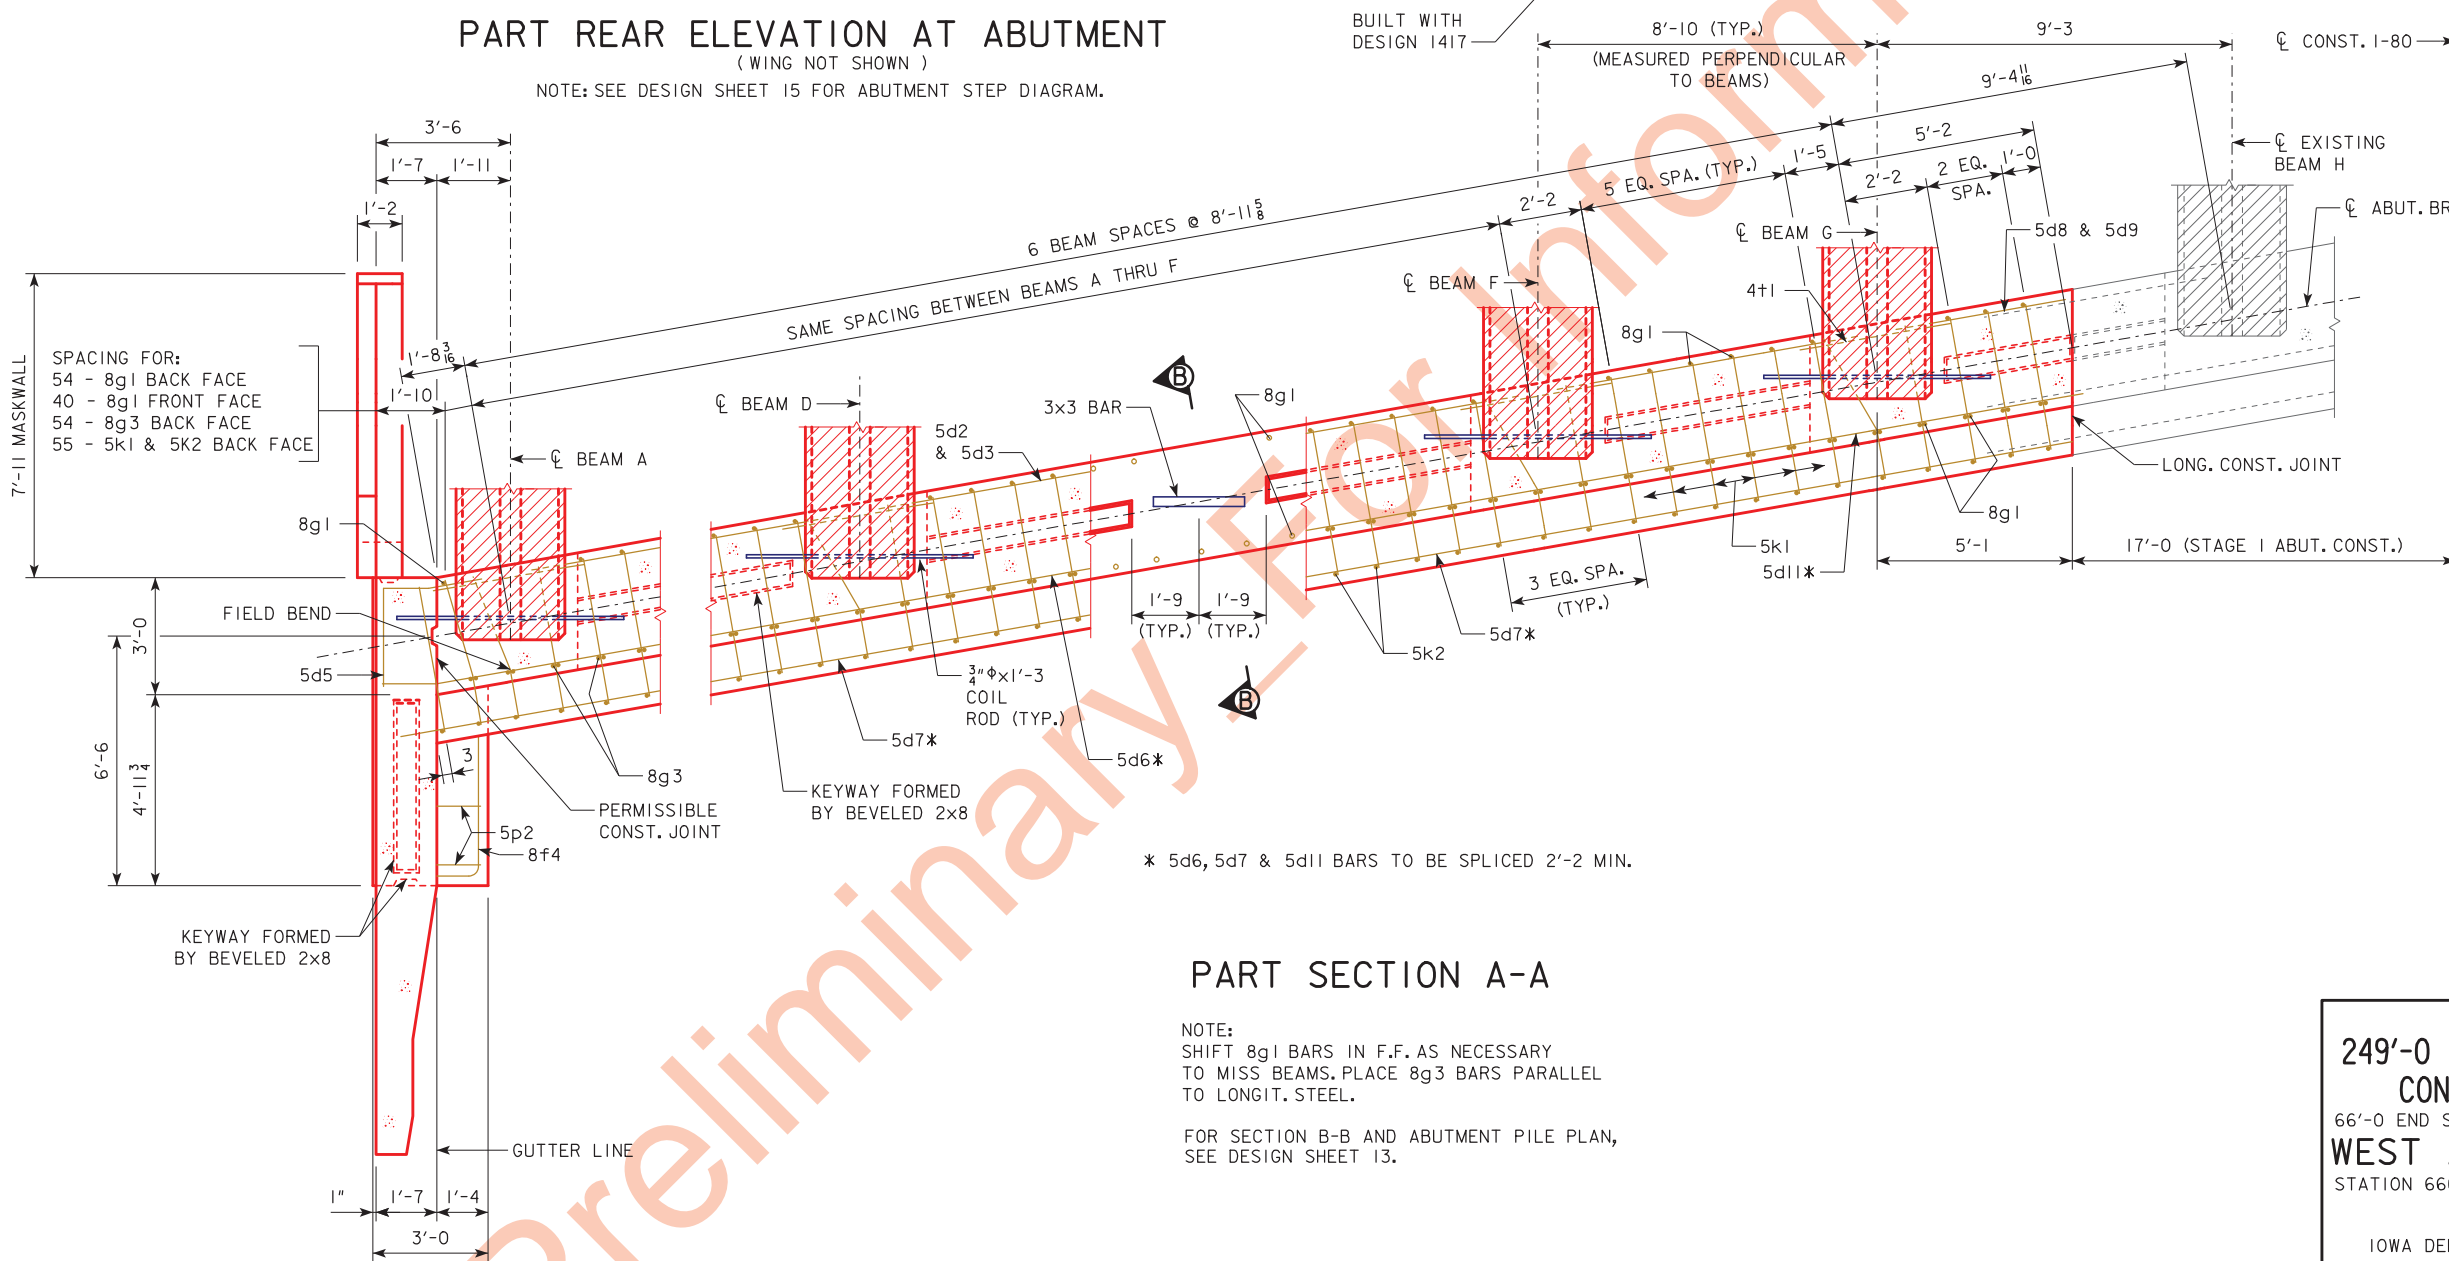 PART REAR ELEVATION AT ABUTMENT
( WING NOT SHOWN )
NOTE: SEE DESIGN SHEET 15 FOR ABUTMENT STEP DIAGRAM.
BUILT WITH
DESIGN 1417
8'-10 (TYP.)
(MEASURED PERPENDICULAR
TO BEAMS)
9'-3
℄ CONST. I-80
9'-4 11/16
3'-6
1'-7
1'-11
1'-2
5'-2
1'-5
2 EQ.
SPA.
1'-0
2'-2
℄ EXISTING
BEAM H
5 EQ. SPA. (TYP.)
2'-2
6 BEAM SPACES @ 8'-11 5/8
SAME SPACING BETWEEN BEAMS A THRU F
℄ BEAM G
5d8 & 5d9
℄ ABUT. BR
℄ BEAM F
4t1
8g1
7'-11 MASKWALL
SPACING FOR:
54 - 8g1 BACK FACE
40 - 8g1 FRONT FACE
54 - 8g3 BACK FACE
55 - 5k1 & 5K2 BACK FACE
1'-8 3/16
1'-10
℄ BEAM D
3x3 BAR
B
8g1
5d2
& 5d3
℄ BEAM A
LONG. CONST. JOINT
8g1
8g1
5k1
5d11*
5'-1
17'-0 (STAGE 1 ABUT. CONST.)
3 EQ. SPA.
(TYP.)
1'-9
(TYP.)
1'-9
(TYP.)
5d7*
5k2
FIELD BEND
3'-0
5d5
3/4"ϕx1'-3
COIL
ROD (TYP.)
B
5d7*
5d6*
6'-6
4'-11 3/4
3
8g3
KEYWAY FORMED
BY BEVELED 2x8
PERMISSIBLE
CONST. JOINT
5p2
8f4
* 5d6, 5d7 & 5d11 BARS TO BE SPLICED 2'-2 MIN.
KEYWAY FORMED
BY BEVELED 2x8
PART SECTION A-A
NOTE:
SHIFT 8g1 BARS IN F.F. AS NECESSARY
TO MISS BEAMS. PLACE 8g3 BARS PARALLEL
TO LONGIT. STEEL.
FOR SECTION B-B AND ABUTMENT PILE PLAN,
SEE DESIGN SHEET 13.
GUTTER LINE
1"
1'-7
1'-4
3'-0
249'-0
CON
66'-0 END S
WEST
STATION 66
IOWA DE
Preliminary_For Inform